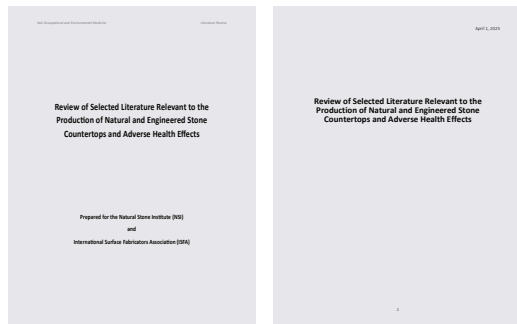 Literature Review
Review of Selected Literature Relevant to the
Production of Natural and Engineered Stone
Countertops and Adverse Health Effects
Prepared for the Natural Stone Institute (NSI)
and
International Surface Fabricators Association (ISFA)
April 1, 2025
Review of Selected Literature Relevant to the
Production of Natural and Engineered Stone
Countertops and Adverse Health Effects